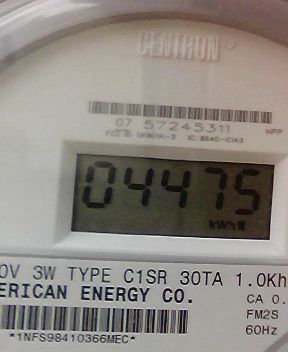 CENTRON
07 57245311 HPP
04475
kWh
0V 3W TYPE C1SR 30TA 1.0Kh
ERICAN ENERGY CO. CA 0.
FM2S
60Hz
*1NFS98410366MEC*